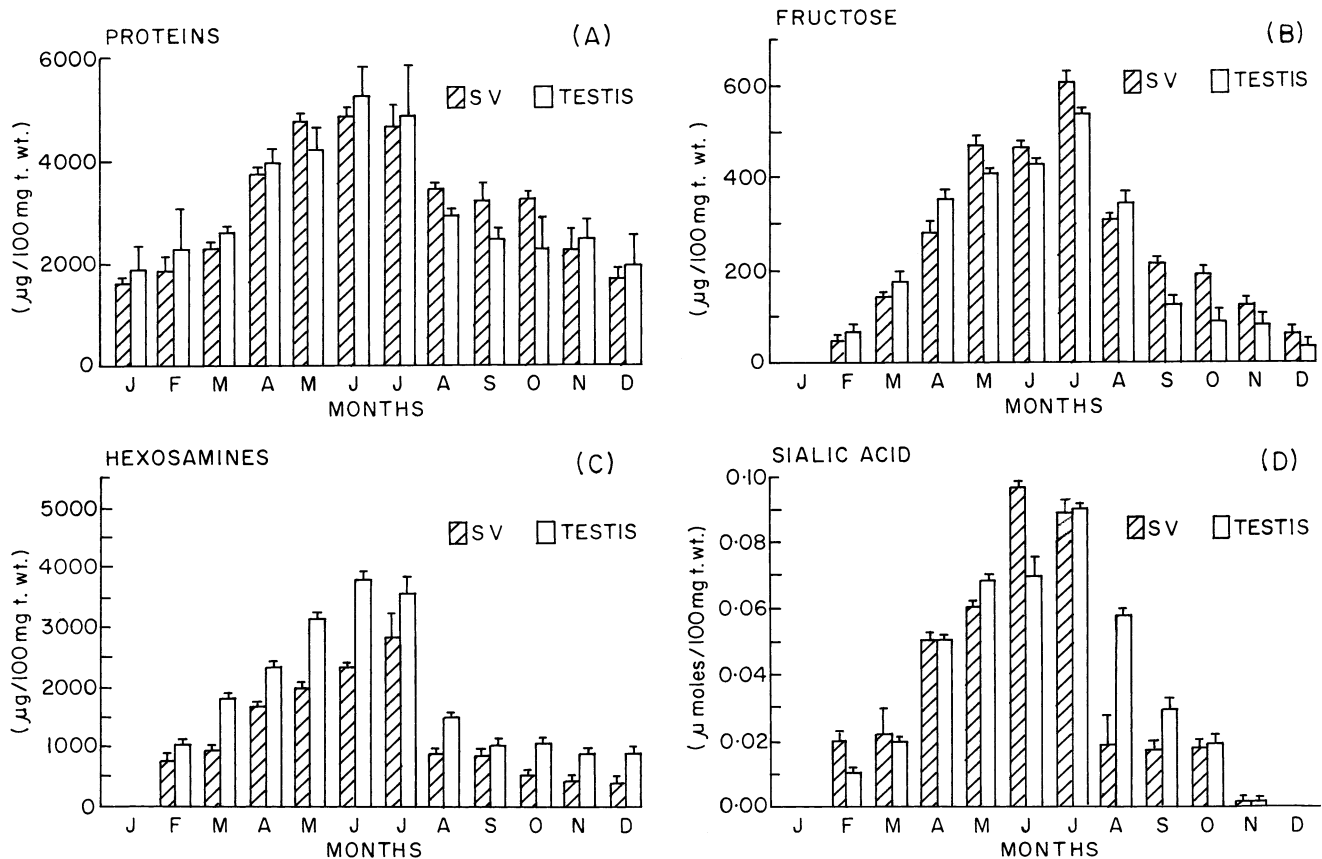 PROTEINS
(A)
6000
4000
2000
0
(µg/100mg t. wt.)
SV TESTIS
J F M A M J J A S O N D
MONTHS
FRUCTOSE
(B)
600
400
200
0
(µg/100mg t. wt.)
SV TESTIS
J F M A M J J A S O N D
MONTHS
HEXOSAMINES
(C)
5000
4000
3000
2000
1000
0
(µg/100mg t. wt.)
SV TESTIS
J F M A M J J A S O N D
MONTHS
SIALIC ACID
(D)
0·10
0·08
0·06
0·04
0·02
0·00
(µ moles/100mg t. wt.)
SV TESTIS
J F M A M J J A S O N D
MONTHS